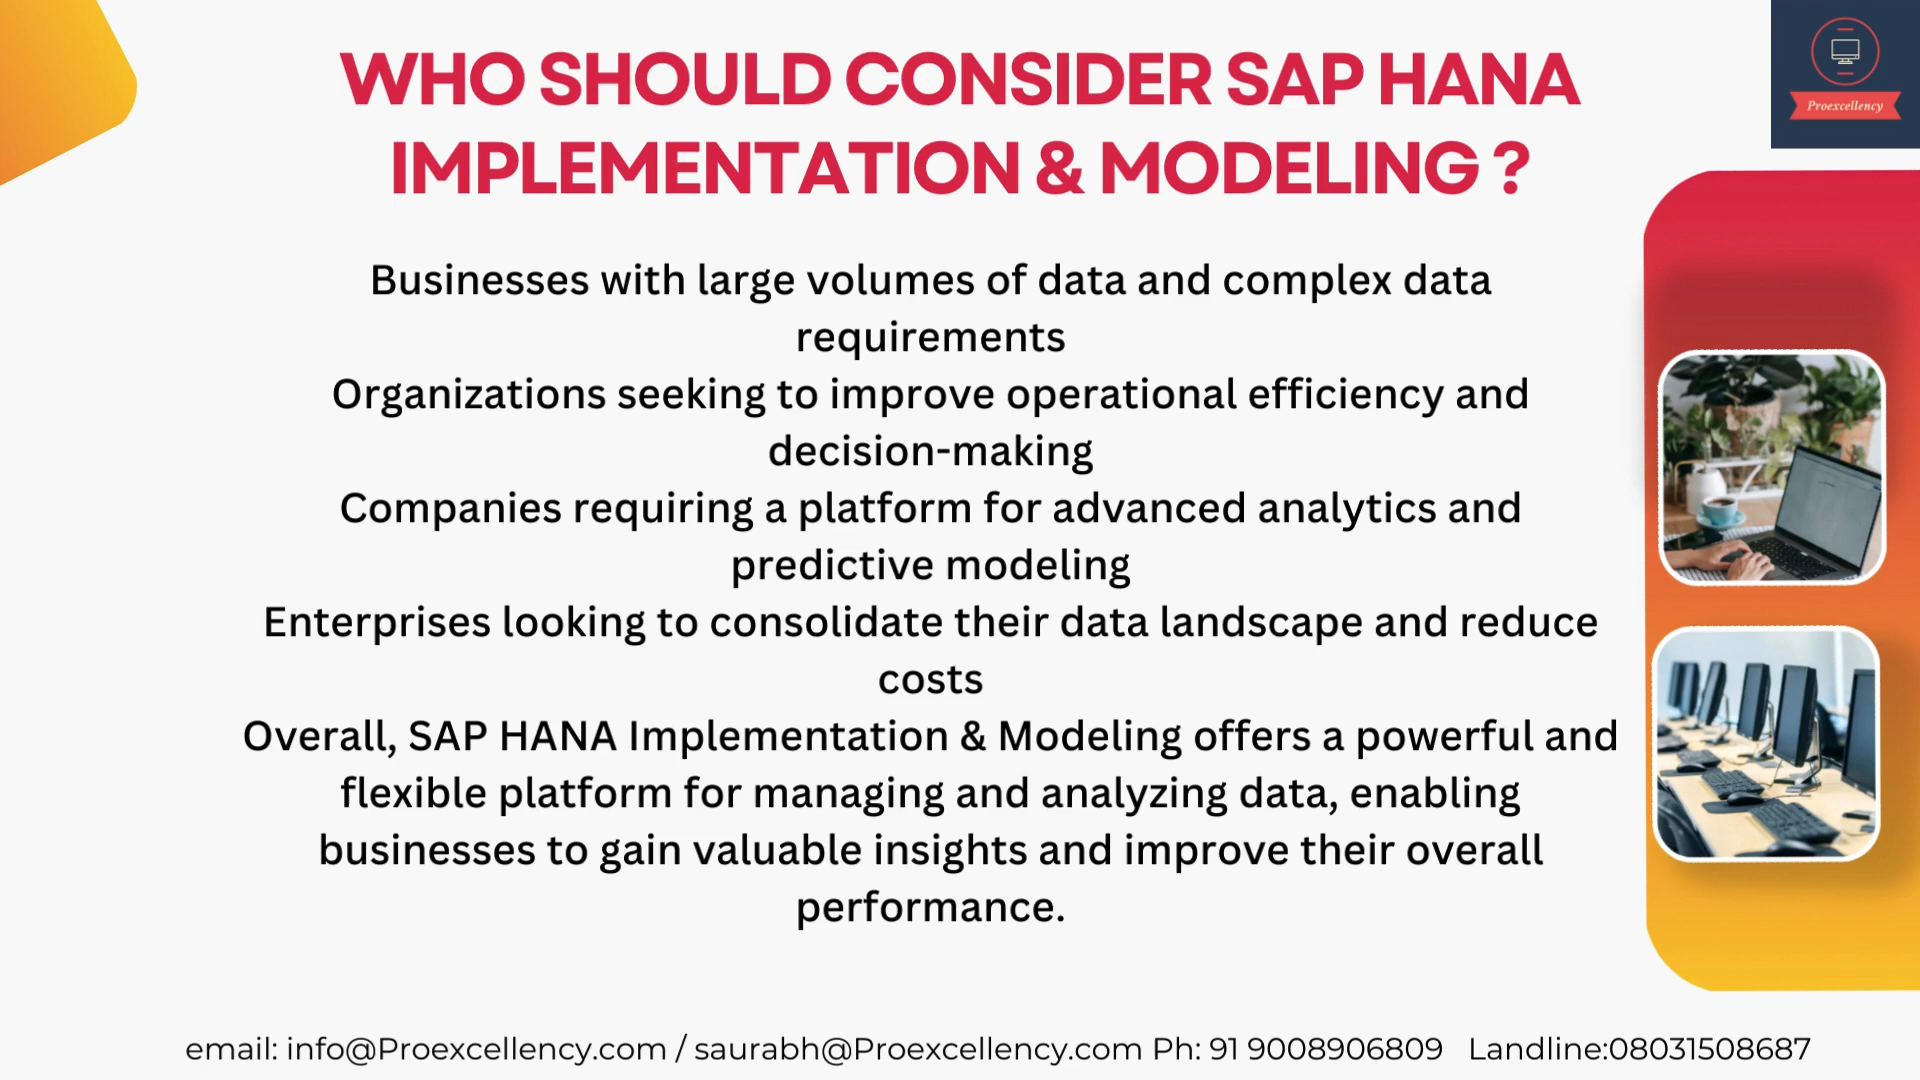 WHO SHOULD CONSIDER SAP HANA
IMPLEMENTATION & MODELING ?
Proexcellency
Businesses with large volumes of data and complex data
requirements
Organizations seeking to improve operational efficiency and
decision-making
Companies requiring a platform for advanced analytics and
predictive modeling
Enterprises looking to consolidate their data landscape and reduce
costs
Overall, SAP HANA Implementation & Modeling offers a powerful and
flexible platform for managing and analyzing data, enabling
businesses to gain valuable insights and improve their overall
performance.
email: info@Proexcellency.com / saurabh@Proexcellency.com Ph: 91 9008906809 Landline:08031508687